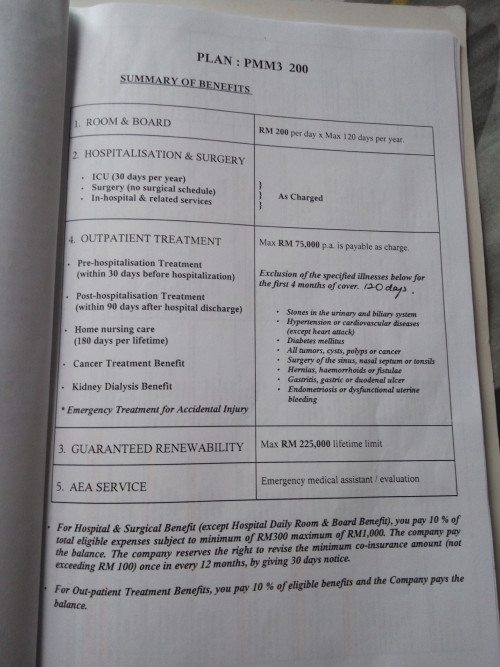 PLAN : PMM3 200
SUMMARY OF BENEFITS
1. ROOM & BOARD
RM 200 per day x Max 120 days per year.
2. HOSPITALISATION & SURGERY
· ICU (30 days per year)
· Surgery (no surgical schedule)
· In-hospital & related services
}
} As Charged
}
4. OUTPATIENT TREATMENT
· Pre-hospitalisation Treatment
(within 30 days before hospitalization)
· Post-hospitalisation Treatment
(within 90 days after hospital discharge)
· Home nursing care
(180 days per lifetime)
· Cancer Treatment Benefit
· Kidney Dialysis Benefit
* Emergency Treatment for Accidental Injury
Max RM 75,000 p.a. is payable as charge.
Exclusion of the specified illnesses below for
the first 4 months of cover. 120 days.
· Stones in the urinary and biliary system
· Hypertension or cardiovascular diseases
(except heart attack)
· Diabetes mellitus
· All tumors, cysts, polyps or cancer
· Surgery of the sinus, nasal septum or tonsils
· Hernias, haemorrhoids or fistulae
· Gastritis, gastric or duodenal ulcer
· Endometriosis or dysfunctional uterine
bleeding
3. GUARANTEED RENEWABILITY
Max RM 225,000 lifetime limit
5. AEA SERVICE
Emergency medical assistant / evaluation
· For Hospital & Surgical Benefit (except Hospital Daily Room & Board Benefit), you pay 10 % of
total eligible expenses subject to minimum of RM300 maximum of RM1,000. The company pay
the balance. The company reserves the right to revise the minimum co-insurance amount (not
exceeding RM 100) once in every 12 months, by giving 30 days notice.
· For Out-patient Treatment Benefits, you pay 10 % of eligible benefits and the Company pays the
balance.